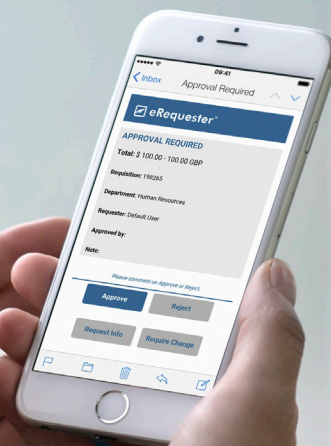 09:41
Inbox
Approval Required
eRequester®
APPROVAL REQUIRED
Total: $ 100.00 - 100.00 GBP
Requisition: 198265
Department: Human Resources
Requester: Default User
Approved by:
Note:
Please comment on Approve or Reject.
Approve Reject
Request Info Require Change